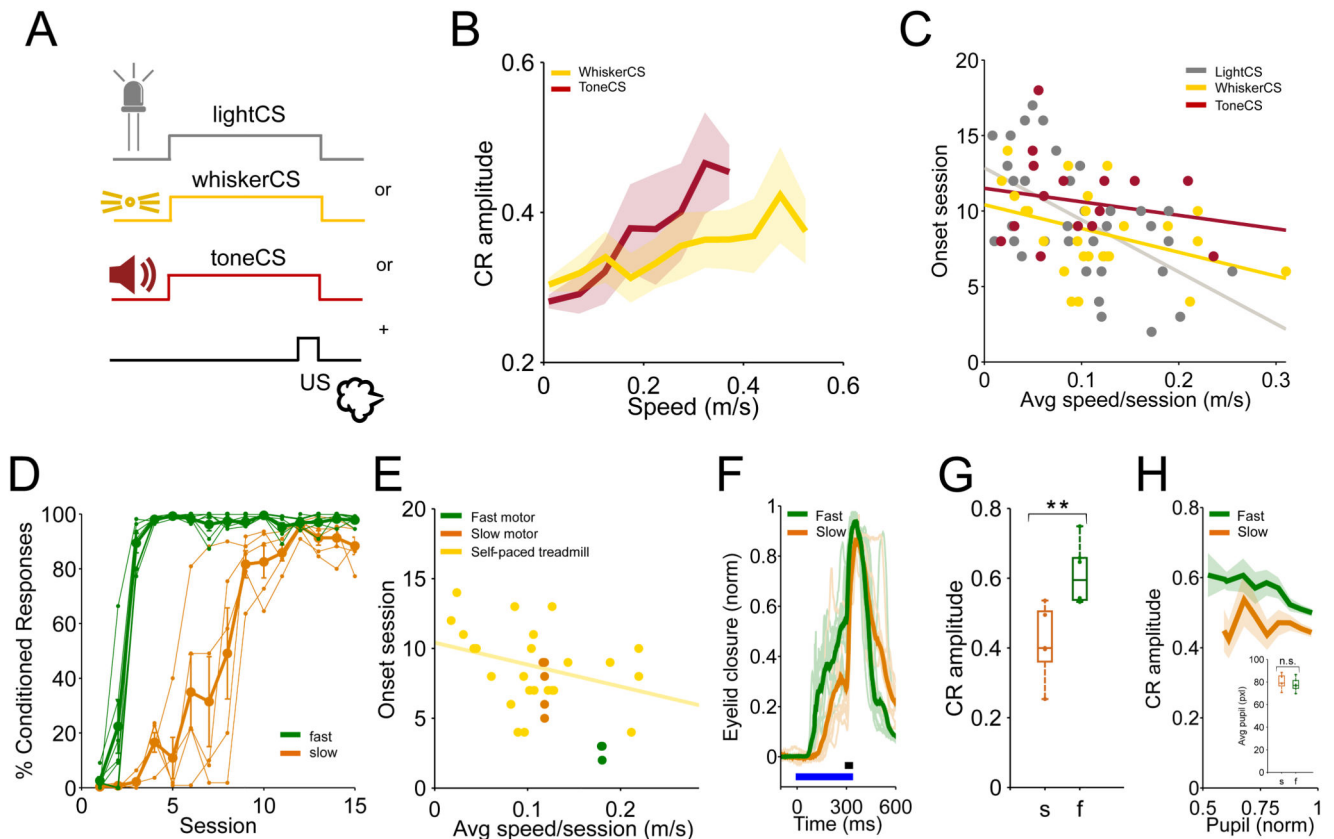 A
lightCS
whiskerCS
or
toneCS
or
+
US
B
WhiskerCS
ToneCS
0.6
0.4
0.2
CR amplitude
0 0.2 0.4 0.6
Speed (m/s)
C
LightCS
WhiskerCS
ToneCS
20
15
10
5
0
Onset session
0 0.1 0.2 0.3
Avg speed/session (m/s)
D
100
80
60
40
20
0
% Conditioned Responses
fast
slow
0 5 10 15
Session
E
Fast motor
Slow motor
Self-paced treadmill
20
15
10
5
0
Onset session
0 0.1 0.2
Avg speed/session (m/s)
F
Fast
Slow
1
0.8
0.6
0.4
0.2
0
Eyelid closure (norm)
0 300 600
Time (ms)
G
**
0.8
0.6
0.4
0.2
0
CR amplitude
s f
H
Fast
Slow
0.8
0.6
0.4
0.2
0
CR amplitude
n.s.
100
80
60
40
20
0
Avg pupil (pxl)
s f
0.5 0.75 1
Pupil (norm)